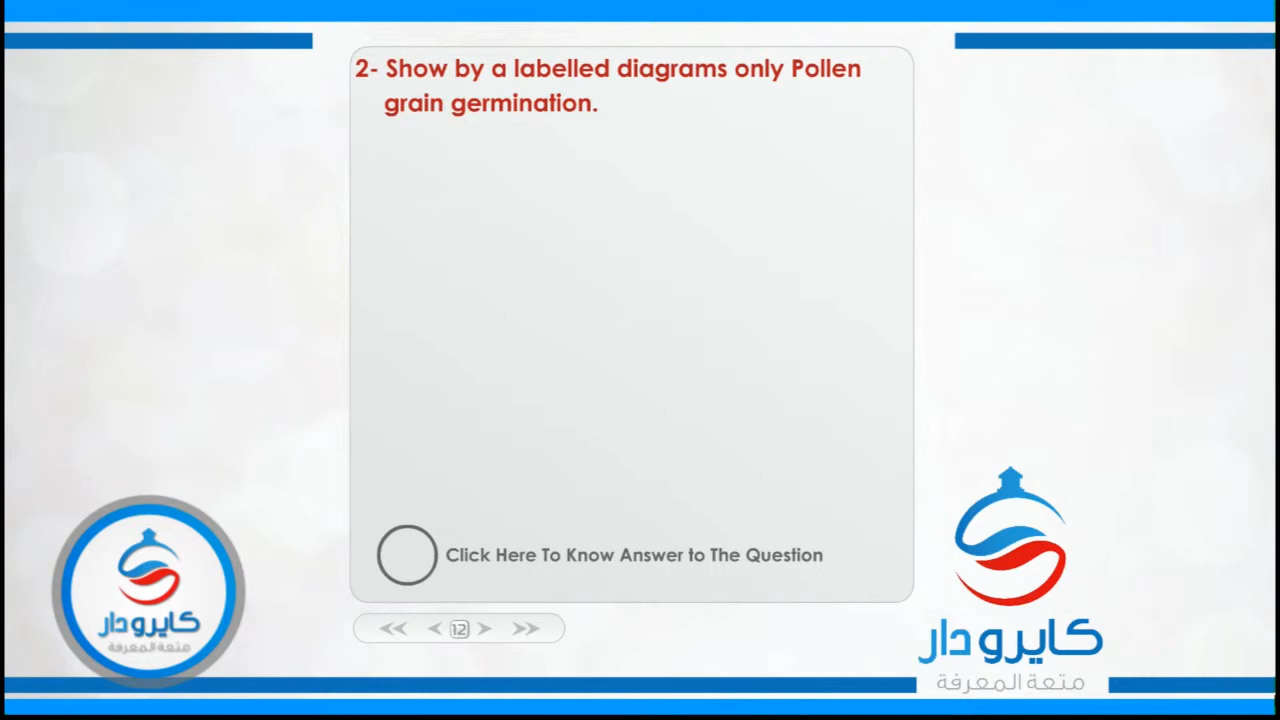 2- Show by a labelled diagrams only Pollen
grain germination.
Click Here To Know Answer to The Question
12
كايرو دار
متعة المعرفة
كايرو دار
متعة المعرفة